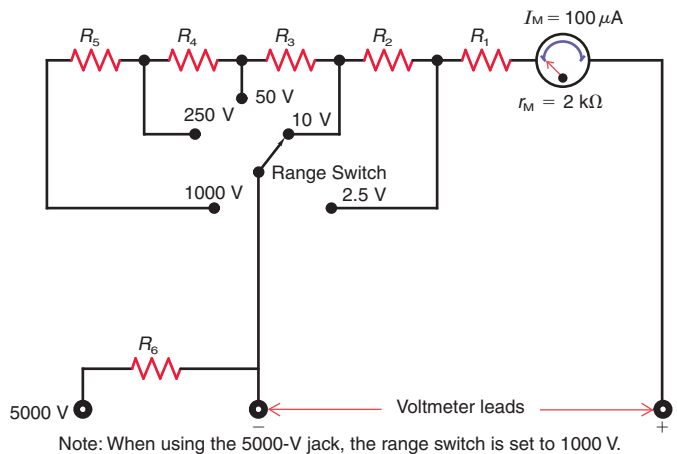 R5
R4
R3
R2
R1
IM = 100 μA
rM = 2 kΩ
50 V
250 V
10 V
Range Switch
1000 V
2.5 V
R6
5000 V
−
Voltmeter leads
+
Note: When using the 5000-V jack, the range switch is set to 1000 V.